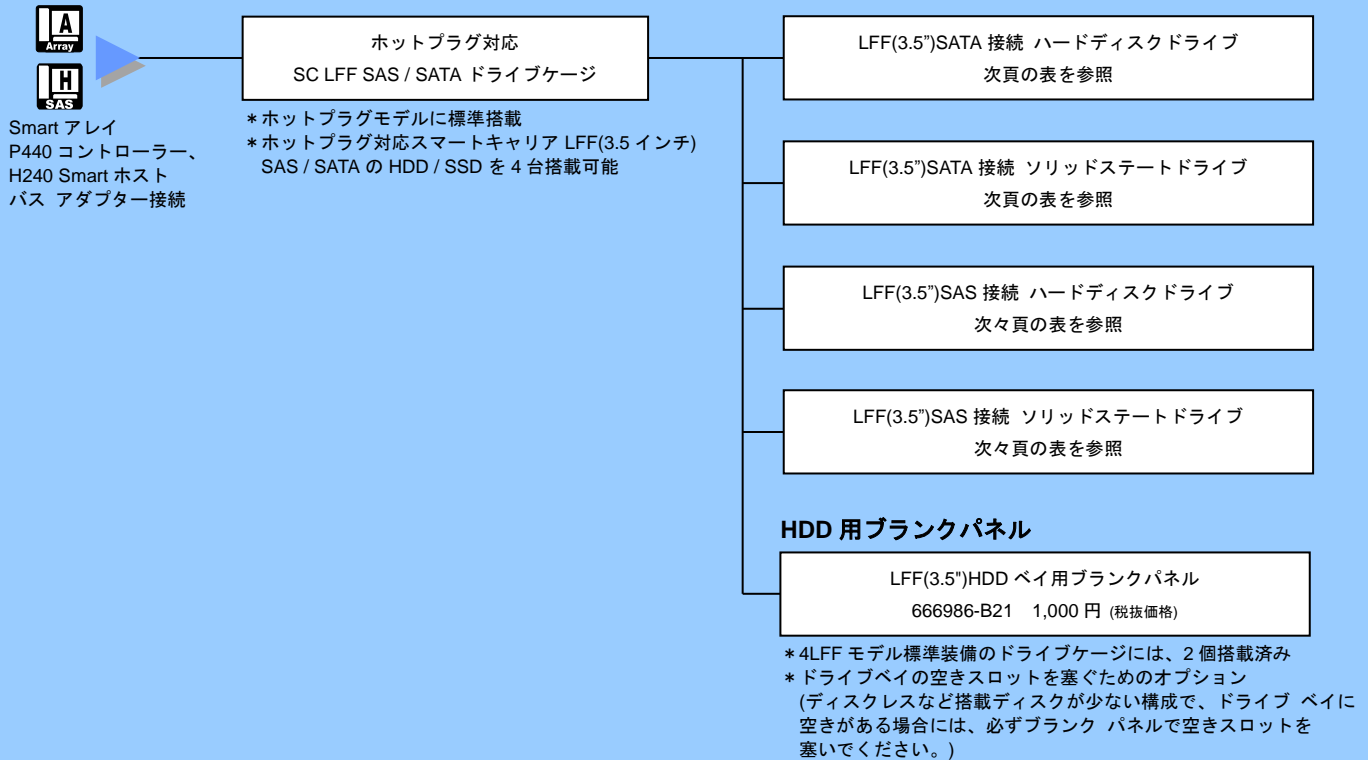 A
Array
H
SAS
Smart アレイ
P440 コントローラー、
H240 Smart ホスト
バス アダプター接続
ホットプラグ対応
SC LFF SAS / SATA ドライブケージ
＊ホットプラグモデルに標準搭載
＊ホットプラグ対応スマートキャリア LFF(3.5 インチ)
SAS / SATA の HDD / SSD を 4 台搭載可能
LFF(3.5”)SATA 接続 ハードディスクドライブ
次頁の表を参照
LFF(3.5”)SATA 接続 ソリッドステートドライブ
次頁の表を参照
LFF(3.5”)SAS 接続 ハードディスクドライブ
次々頁の表を参照
LFF(3.5”)SAS 接続 ソリッドステートドライブ
次々頁の表を参照
HDD 用ブランクパネル
LFF(3.5")HDD ベイ用ブランクパネル
666986-B21 1,000 円 (税抜価格)
＊4LFF モデル標準装備のドライブケージには、2 個搭載済み
＊ドライブベイの空きスロットを塞ぐためのオプション
(ディスクレスなど搭載ディスクが少ない構成で、ドライブ ベイに
空きがある場合には、必ずブランク パネルで空きスロットを
塞いでください。)